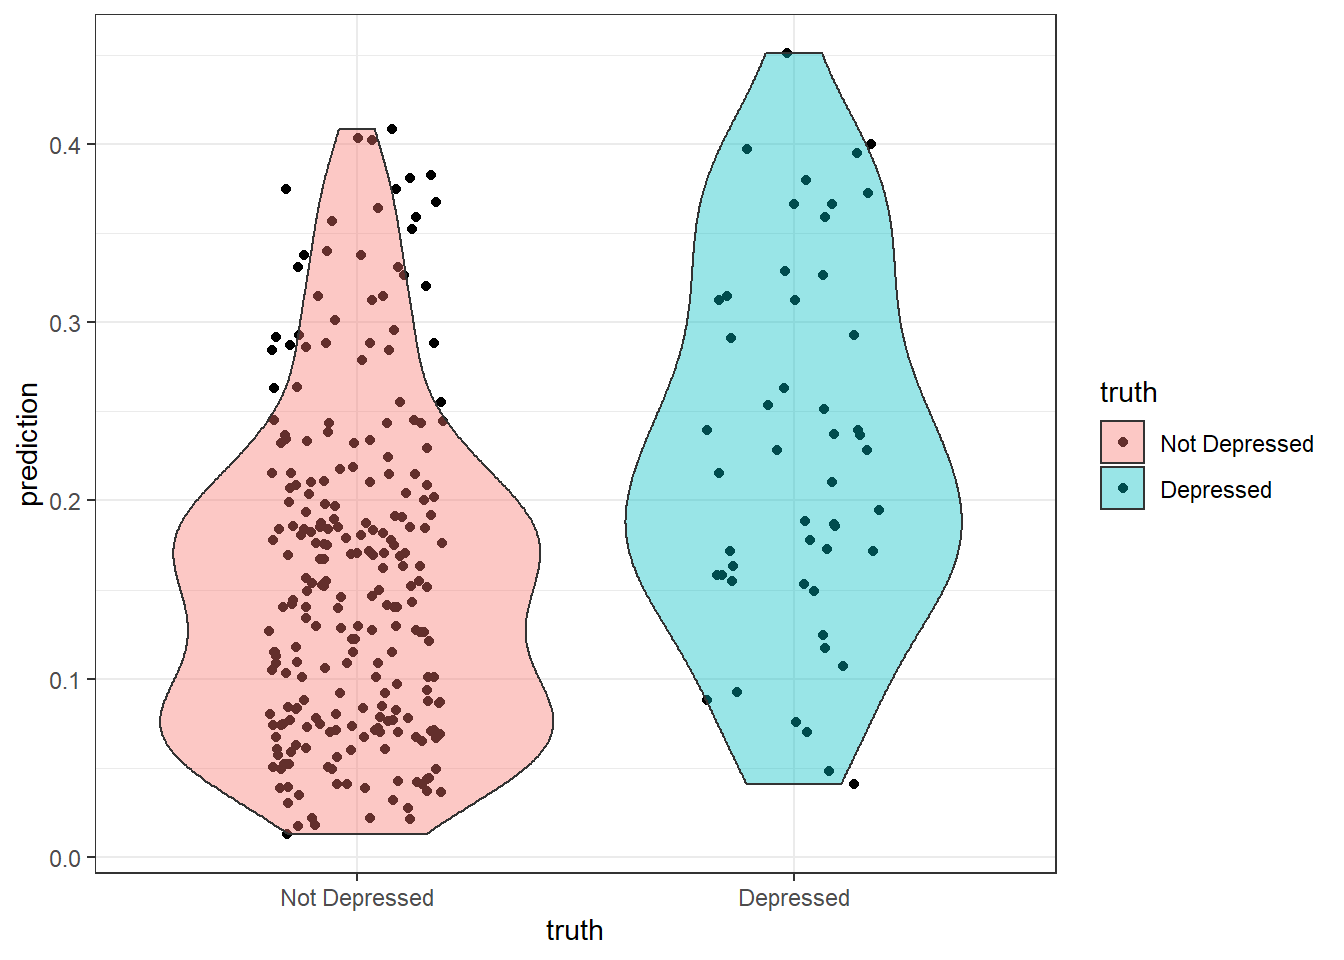 prediction
0.4
0.3
0.2
0.1
0.0
Not Depressed
Depressed
truth
truth
Not Depressed
Depressed